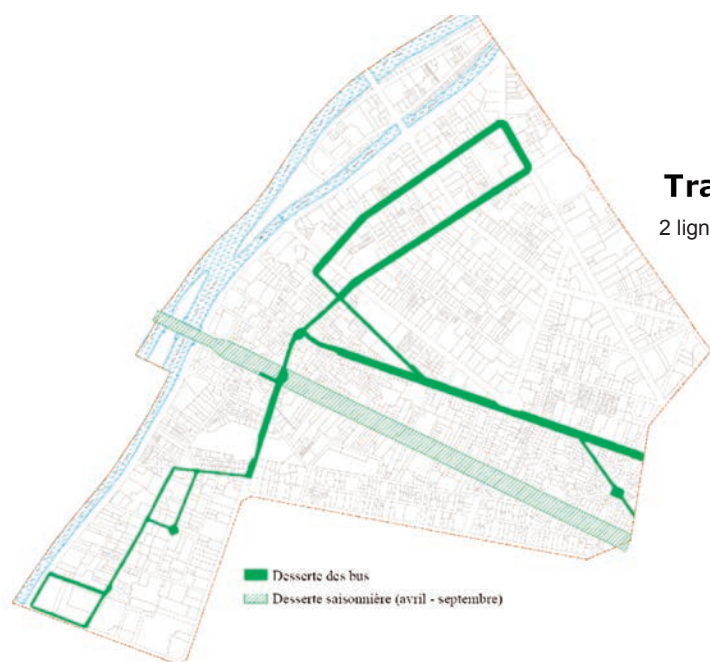 Tra
2 lign
Desserte des bus
Desserte saisonnière (avril - septembre)